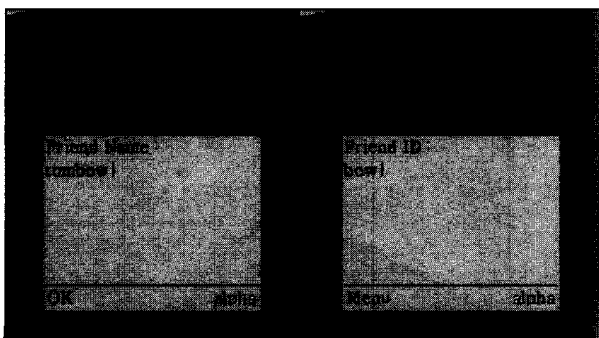 Friend Name
tombow|
OK alpha
Friend ID
bow|
Menu alpha